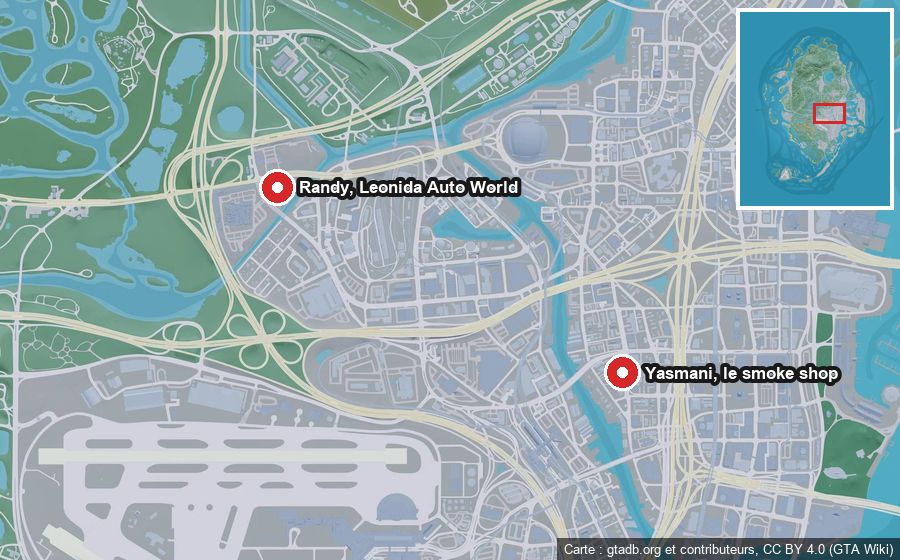 Randy, Leonida Auto World
Yasmani, le smoke shop
Carte : gtadb.org et contributeurs, CC BY 4.0 (GTA Wiki)